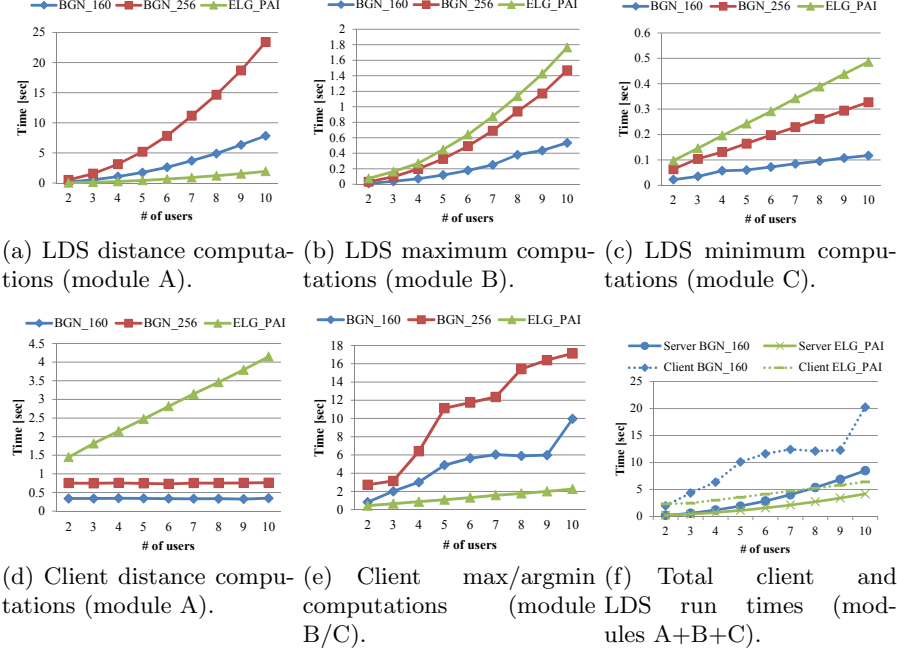 BGN_160 BGN_256 ELG_PAI
Time [sec]
25
20
15
10
5
0
2 3 4 5 6 7 8 9 10
# of users
(a) LDS distance computa-
tions (module A).
BGN_160 BGN_256 ELG_PAI
Time [sec]
2
1.8
1.6
1.4
1.2
1
0.8
0.6
0.4
0.2
0
2 3 4 5 6 7 8 9 10
# of users
(b) LDS maximum compu-
tations (module B).
BGN_160 BGN_256 ELG_PAI
Time [sec]
0.6
0.5
0.4
0.3
0.2
0.1
0
2 3 4 5 6 7 8 9 10
# of users
(c) LDS minimum compu-
tations (module C).
BGN_160 BGN_256 ELG_PAI
Time [sec]
4.5
4
3.5
3
2.5
2
1.5
1
0.5
0
2 3 4 5 6 7 8 9 10
# of users
(d) Client distance compu-
tations (module A).
BGN_160 BGN_256 ELG_PAI
Time [sec]
18
16
14
12
10
8
6
4
2
0
2 3 4 5 6 7 8 9 10
# of users
(e) Client max/argmin
computations (module
B/C).
Server BGN_160 Server ELG_PAI
Client BGN_160 Client ELG_PAI
Time [sec]
25
20
15
10
5
0
2 3 4 5 6 7 8 9 10
# of users
(f) Total client and
LDS run times (mod-
ules A+B+C).